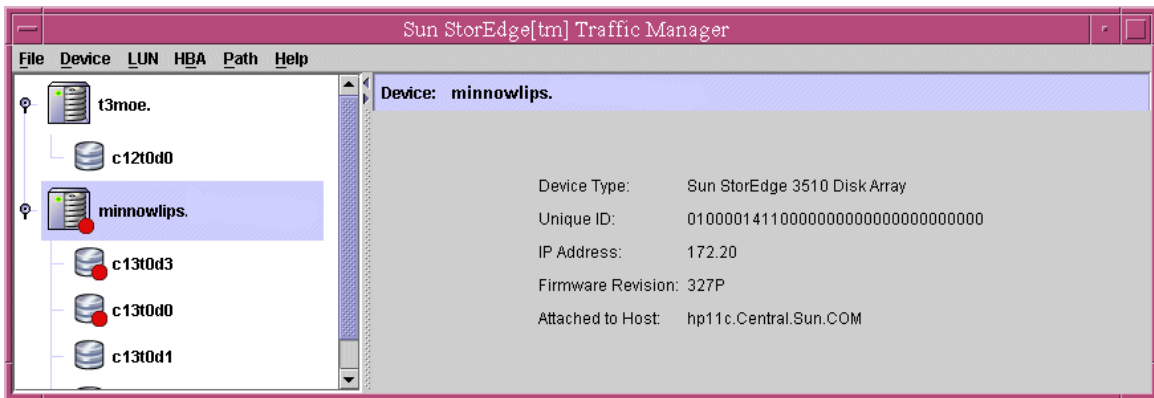 Sun StorEdge[tm] Traffic Manager
File Device LUN HBA Path Help
t3moe.
c12t0d0
minnowlips.
c13t0d3
c13t0d0
c13t0d1
Device: minnowlips.
Device Type: Sun StorEdge 3510 Disk Array
Unique ID: 01000014110000000000000000000000
IP Address: 172.20
Firmware Revision: 327P
Attached to Host: hp11c.Central.Sun.COM